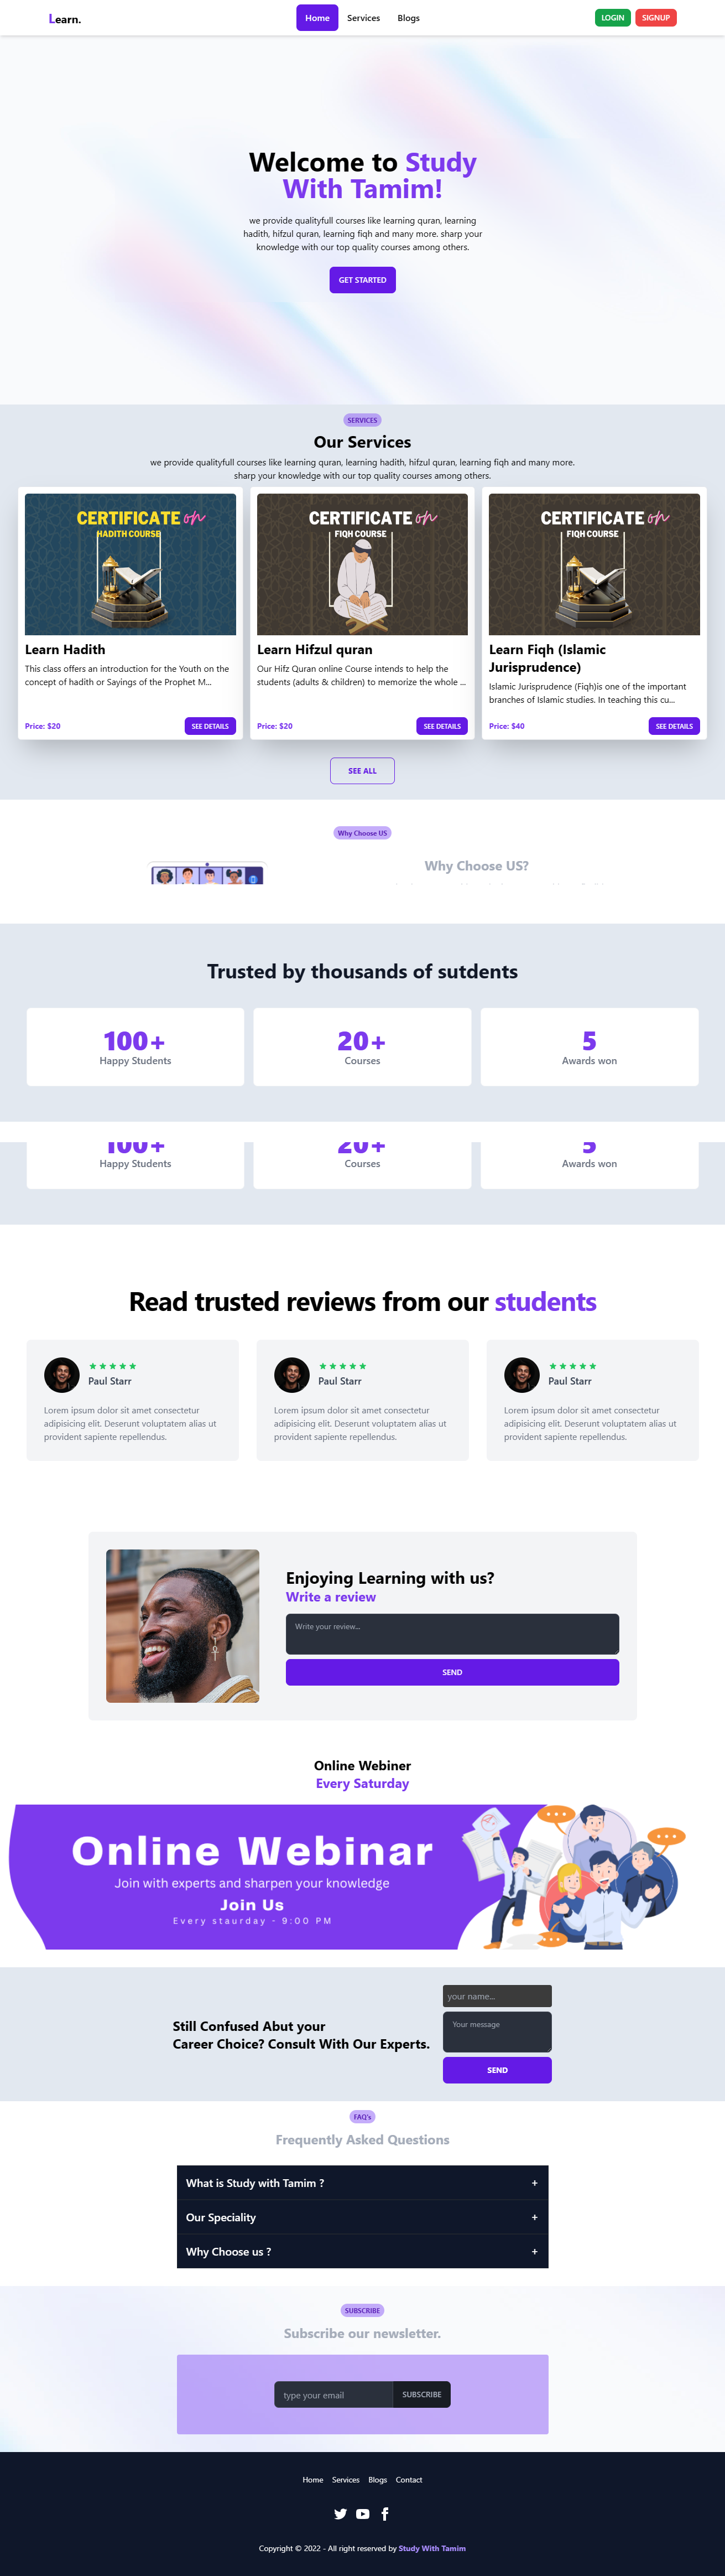 Learn.
Home
Services
Blogs
LOGIN
SIGNUP
Welcome to Study
With Tamim!
we provide qualityfull courses like learning quran, learning
hadith, hifzul quran, learning fiqh and many more. sharp your
knowledge with our top quality courses among others.
GET STARTED
SERVICES
Our Services
we provide qualityfull courses like learning quran, learning hadith, hifzul quran, learning fiqh and many more.
sharp your knowledge with our top quality courses among others.
CERTIFICATE on
HADITH COURSE
Learn Hadith
This class offers an introduction for the Youth on the
concept of hadith or Sayings of the Prophet M...
Price: $20
SEE DETAILS
CERTIFICATE on
FIQH COURSE
Learn Hifzul quran
Our Hifz Quran online Course intends to help the
students (adults & children) to memorize the whole ...
Price: $20
SEE DETAILS
CERTIFICATE on
FIQH COURSE
Learn Fiqh (Islamic
Jurisprudence)
Islamic Jurisprudence (Fiqh)is one of the important
branches of Islamic studies. In teaching this cu...
Price: $40
SEE DETAILS
SEE ALL
Why Choose US
Why Choose US?
Trusted by thousands of sutdents
100+
Happy Students
20+
Courses
5
Awards won
100+
Happy Students
20+
Courses
5
Awards won
Read trusted reviews from our students
Paul Starr
Lorem ipsum dolor sit amet consectetur
adipisicing elit. Deserunt voluptatem alias ut
provident sapiente repellendus.
Paul Starr
Lorem ipsum dolor sit amet consectetur
adipisicing elit. Deserunt voluptatem alias ut
provident sapiente repellendus.
Paul Starr
Lorem ipsum dolor sit amet consectetur
adipisicing elit. Deserunt voluptatem alias ut
provident sapiente repellendus.
Enjoying Learning with us?
Write a review
Write your review...
SEND
Online Webiner
Every Saturday
Online Webinar
Join with experts and sharpen your knowledge
Join Us
Every staurday - 9:00 PM
Still Confused Abut your
Career Choice? Consult With Our Experts.
your name...
Your message
SEND
FAQ's
Frequently Asked Questions
What is Study with Tamim ?
+
Our Speciality
+
Why Choose us ?
+
SUBSCRIBE
Subscribe our newsletter.
type your email
SUBSCRIBE
Home
Services
Blogs
Contact
Copyright © 2022 - All right reserved by Study With Tamim